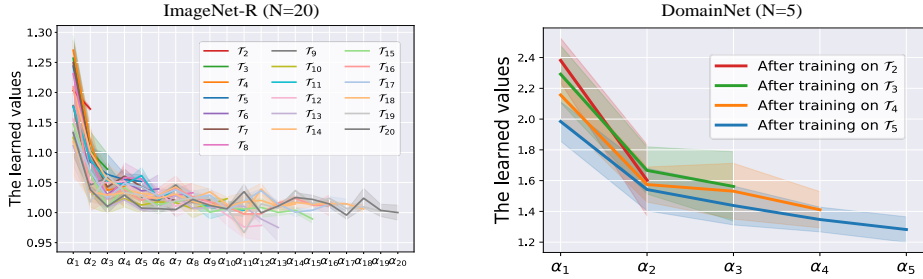 ImageNet-R (N=20)
The learned values
1.30
1.25
1.20
1.15
1.10
1.05
1.00
0.95
α₁ α₂ α₃ α₄ α₅ α₆ α₇ α₈ α₉ α₁₀ α₁₁ α₁₂ α₁₃ α₁₄ α₁₅ α₁₆ α₁₇ α₁₈ α₁₉ α₂₀
𝒯₂ 𝒯₉ 𝒯₁₅
𝒯₃ 𝒯₁₀ 𝒯₁₆
𝒯₄ 𝒯₁₁ 𝒯₁₇
𝒯₅ 𝒯₁₂ 𝒯₁₈
𝒯₆ 𝒯₁₃ 𝒯₁₉
𝒯₇ 𝒯₁₄ 𝒯₂₀
𝒯₈
DomainNet (N=5)
The learned values
2.4
2.2
2.0
1.8
1.6
1.4
1.2
α₁ α₂ α₃ α₄ α₅
After training on 𝒯₂
After training on 𝒯₃
After training on 𝒯₄
After training on 𝒯₅